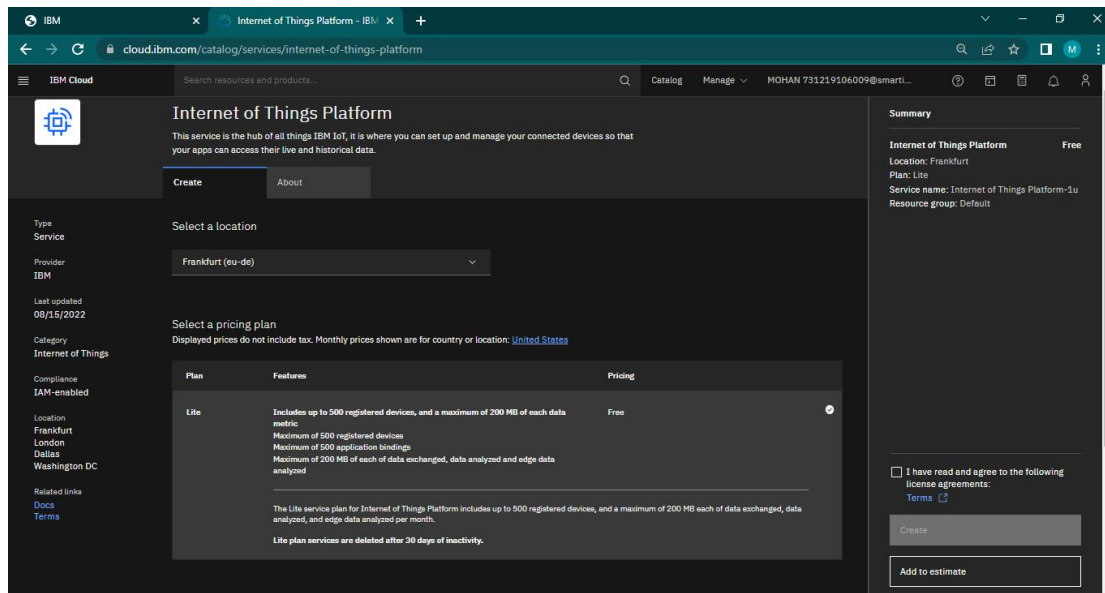 IBM
Internet of Things Platform - IBM
cloud.ibm.com/catalog/services/internet-of-things-platform
M
IBM Cloud
Search resources and products...
Catalog
Manage
MOHAN 731219106009@smarti...
Internet of Things Platform
This service is the hub of all things IBM IoT, it is where you can set up and manage your connected devices so that
your apps can access their live and historical data.
Create
About
Type
Service
Provider
IBM
Last updated
08/15/2022
Category
Internet of Things
Compliance
IAM-enabled
Location
Frankfurt
London
Dallas
Washington DC
Related links
Docs
Terms
Select a location
Frankfurt (eu-de)
Select a pricing plan
Displayed prices do not include tax. Monthly prices shown are for country or location: United States
Plan Features Pricing
Lite Includes up to 500 registered devices, and a maximum of 200 MB of each data Free
metric
Maximum of 500 registered devices
Maximum of 500 application bindings
Maximum of 200 MB of each of data exchanged, data analyzed and edge data
analyzed
The Lite service plan for Internet of Things Platform includes up to 500 registered devices, and a maximum of 200 MB each of data exchanged, data
analyzed, and edge data analyzed per month.
Lite plan services are deleted after 30 days of inactivity.
Summary
Internet of Things Platform Free
Location: Frankfurt
Plan: Lite
Service name: Internet of Things Platform-1u
Resource group: Default
I have read and agree to the following
license agreements:
Terms
Create
Add to estimate